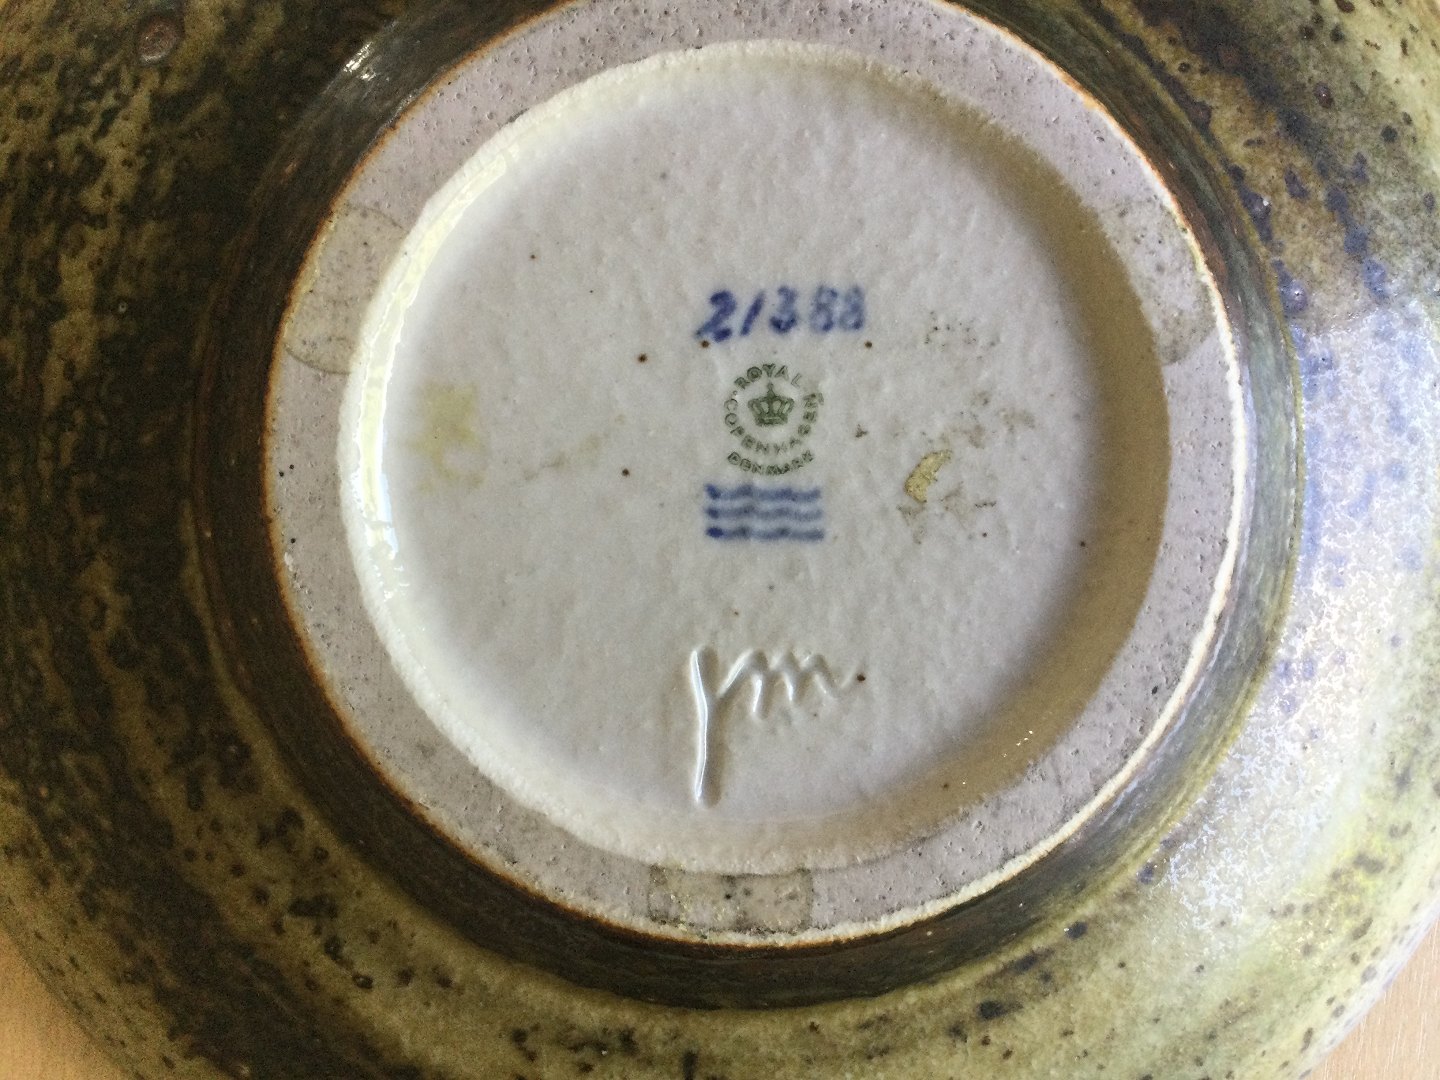 21388
ROYAL
COPENHAGEN
DENMARK